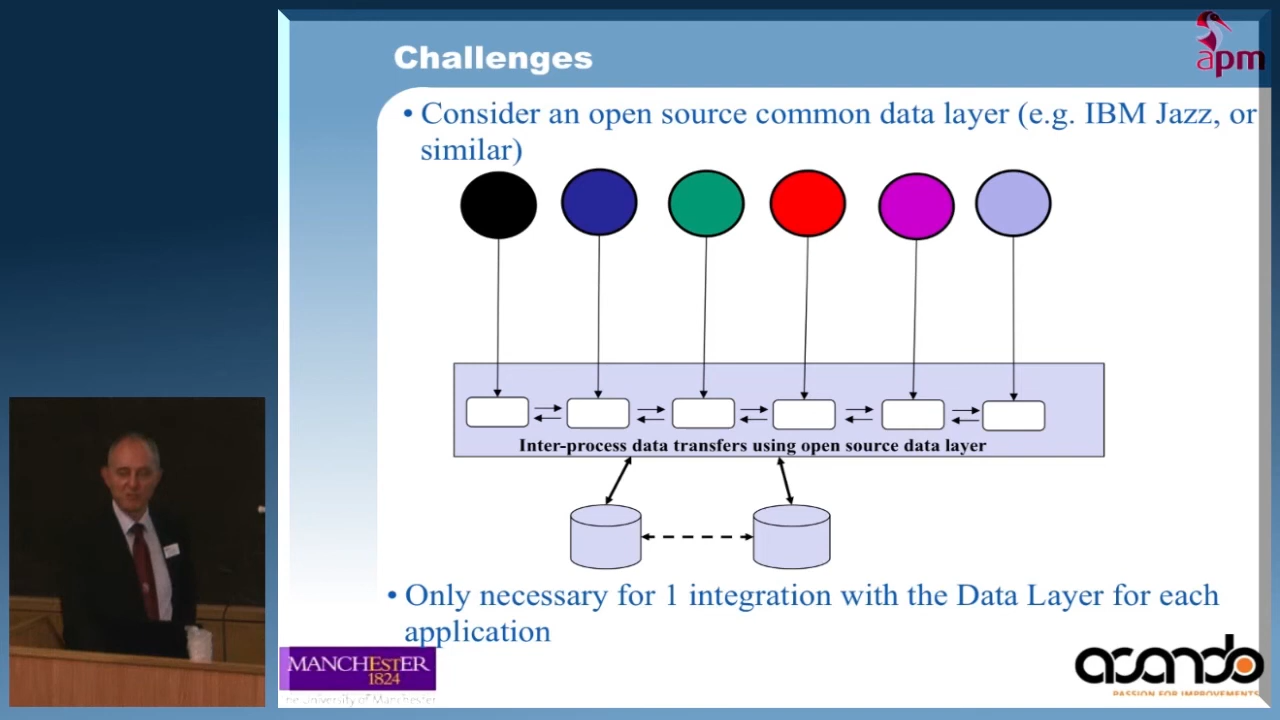 Challenges
apm
• Consider an open source common data layer (e.g. IBM Jazz, or
similar)
Inter-process data transfers using open source data layer
• Only necessary for 1 integration with the Data Layer for each
application
MANCHESTER
1824
The University of Manchester
acando
PASSION FOR IMPROVEMENTS